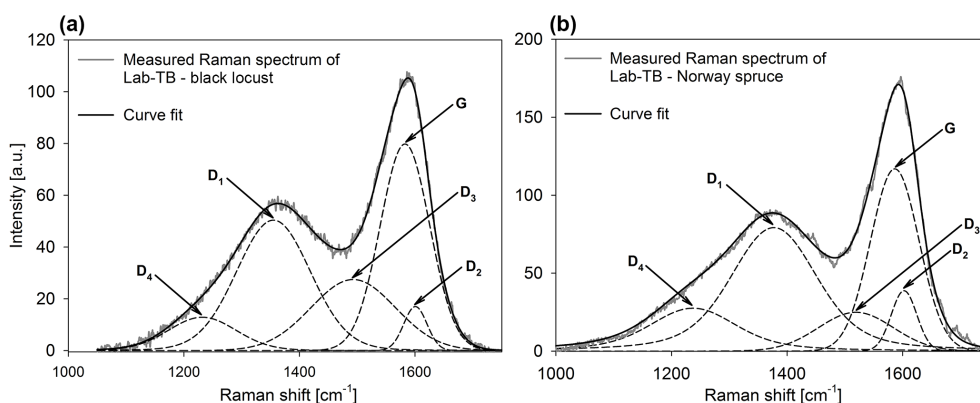 (a)
120
100
80
60
40
20
0
Intensity [a.u.]
Measured Raman spectrum of
Lab-TB - black locust
Curve fit
G
D1
D3
D4
D2
1000
1200
1400
1600
Raman shift [cm-1]
(b)
200
150
100
50
0
Measured Raman spectrum of
Lab-TB - Norway spruce
Curve fit
G
D1
D3
D2
D4
1000
1200
1400
1600
Raman shift [cm-1]